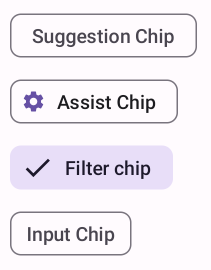 Suggestion Chip
Assist Chip
Filter chip
Input Chip